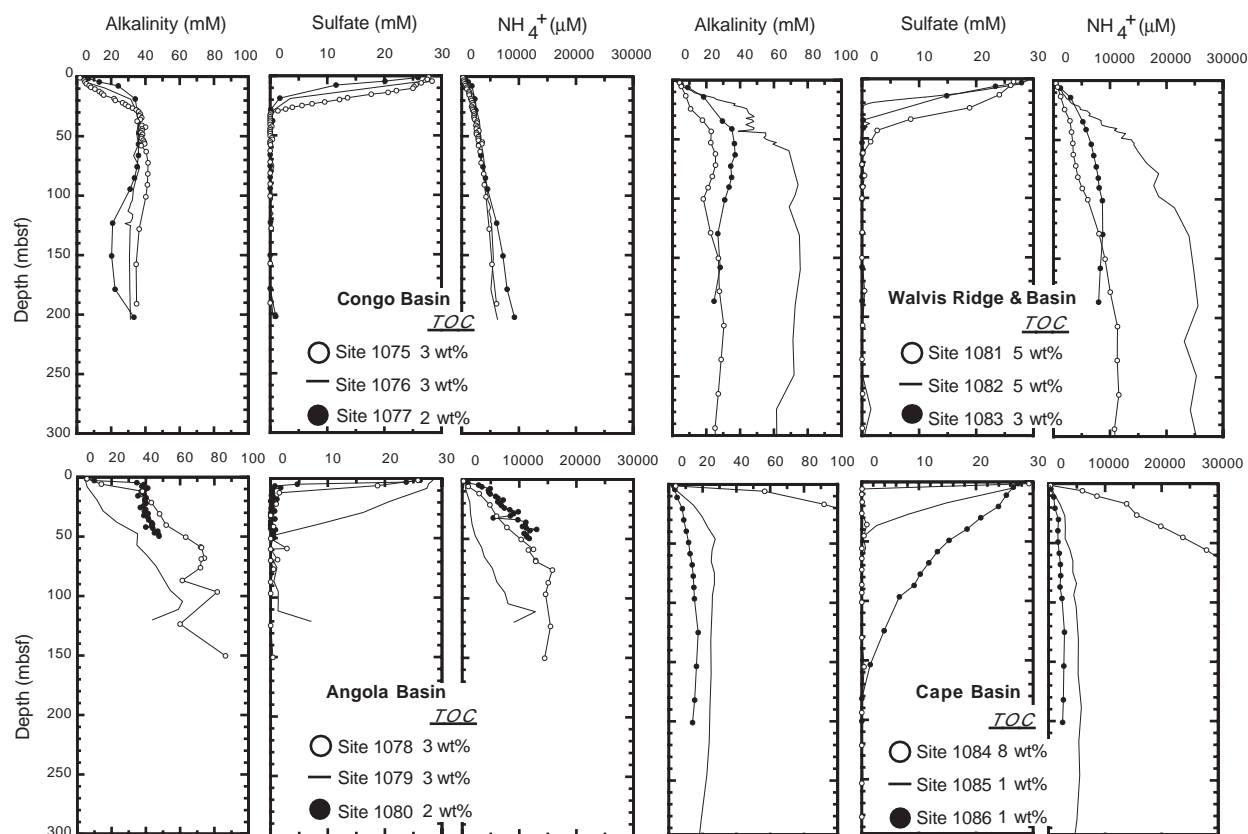 Alkalinity (mM) Sulfate (mM) NH4+ (µM) Alkalinity (mM) Sulfate (mM) NH4+ (µM)
0 20 40 60 80 100 0 10 20 30 0 10000 20000 30000 0 20 40 60 80 100 0 10 20 30 0 10000 20000 30000
0
50
100
150
200
250
300
Depth (mbsf)
Congo Basin
TOC
Site 1075 3 wt%
Site 1076 3 wt%
Site 1077 2 wt%
Walvis Ridge & Basin
TOC
Site 1081 5 wt%
Site 1082 5 wt%
Site 1083 3 wt%
0 20 40 60 80 100 0 10 20 30 0 10000 20000 30000 0 20 40 60 80 100 0 10 20 30 0 10000 20000 30000
0
50
100
150
200
250
300
Depth (mbsf)
Angola Basin
TOC
Site 1078 3 wt%
Site 1079 3 wt%
Site 1080 2 wt%
Cape Basin
TOC
Site 1084 8 wt%
Site 1085 1 wt%
Site 1086 1 wt%